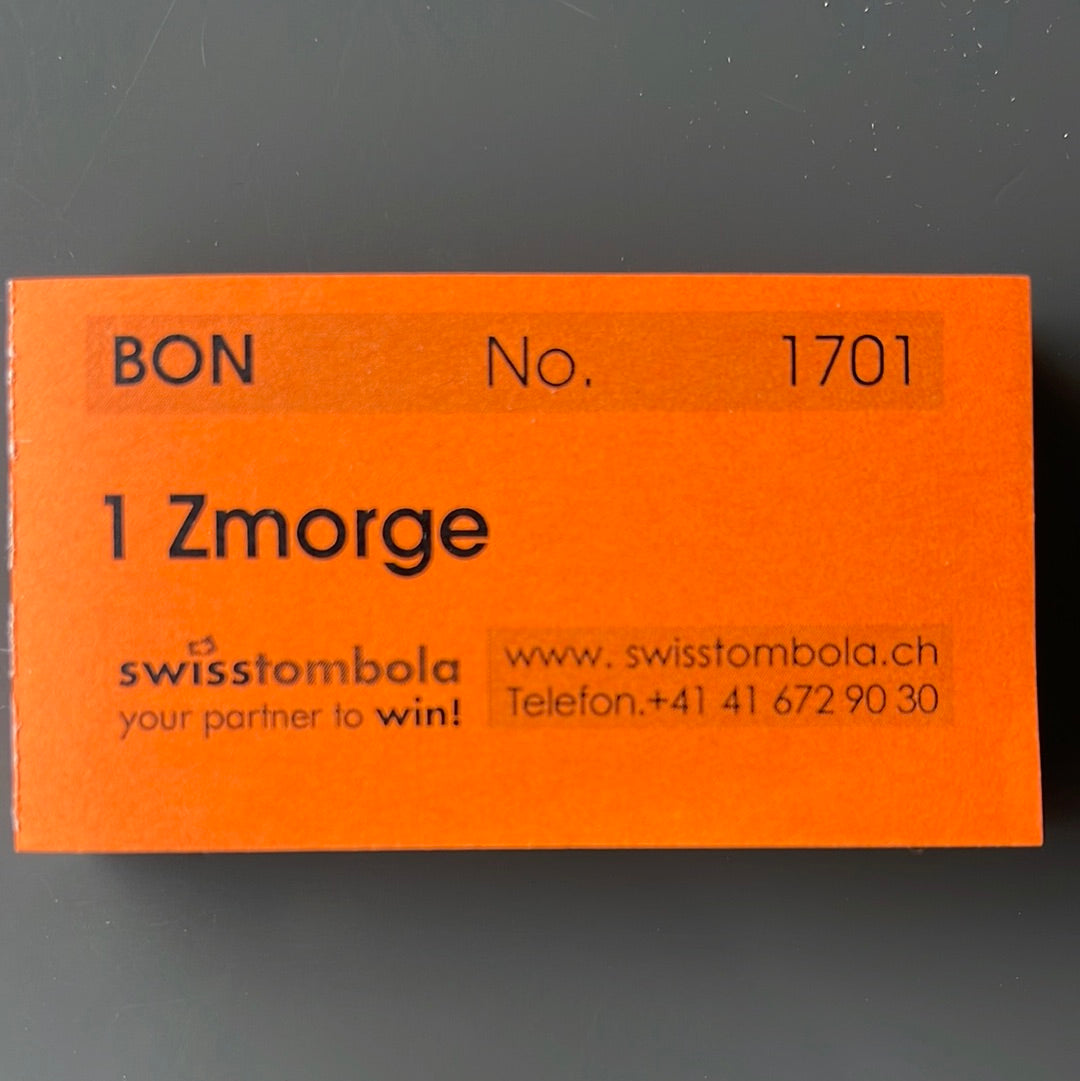 BON No. 1701
1 Zmorge
swisstombola
your partner to win!
www. swisstombola.ch
Telefon.+41 41 672 90 30